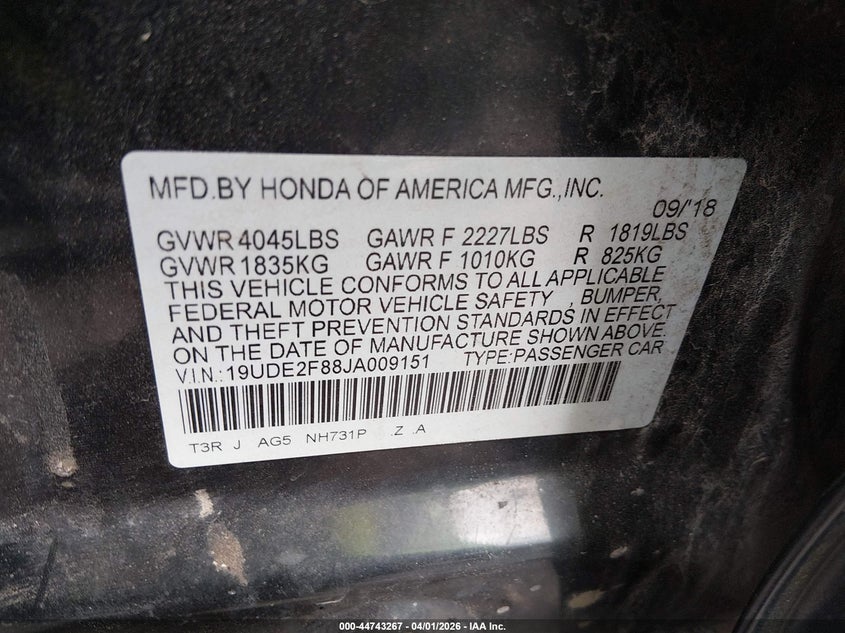 MFD.BY HONDA OF AMERICA MFG.,INC.
09/'18
GVWR 4045LBS GAWR F 2227LBS R 1819LBS
GVWR 1835KG GAWR F 1010KG R 825KG
THIS VEHICLE CONFORMS TO ALL APPLICABLE
FEDERAL MOTOR VEHICLE SAFETY , BUMPER,
AND THEFT PREVENTION STANDARDS IN EFFECT
ON THE DATE OF MANUFACTURE SHOWN ABOVE.
V.I.N.: 19UDE2F88JA009151 TYPE:PASSENGER CAR
T3R J AG5 NH731P .Z .A
000-44743267 - 04/01/2026 - IAA Inc.